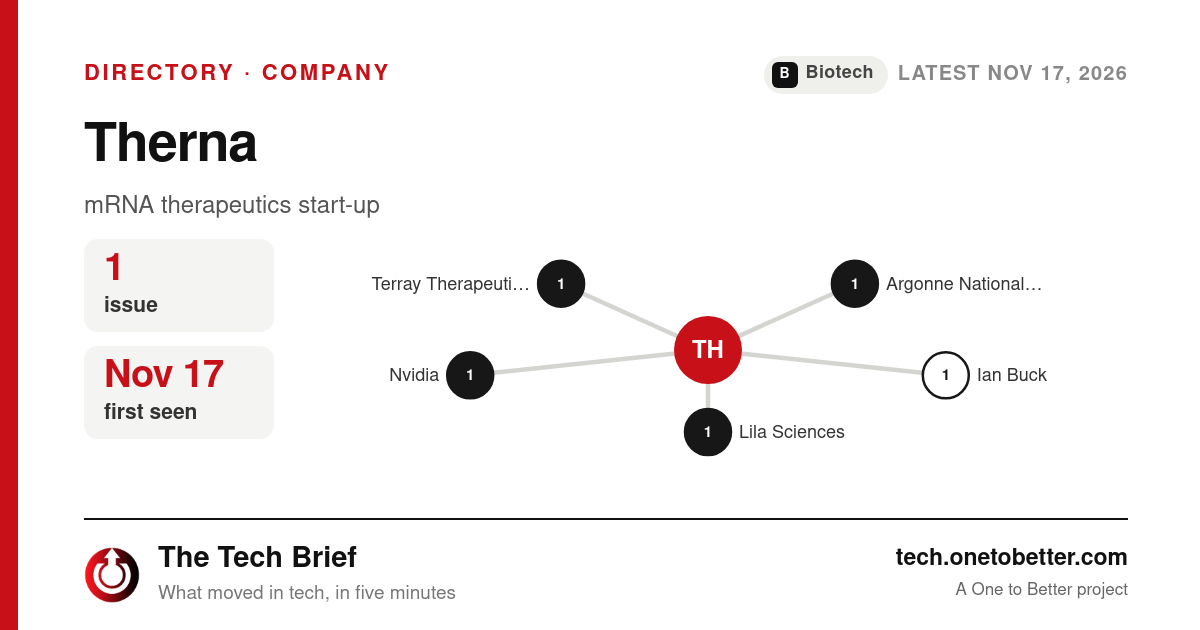 DIRECTORY · COMPANY
B Biotech LATEST NOV 17, 2026
Therna
mRNA therapeutics start-up
1
issue
Nov 17
first seen
Terray Therapeuti… 1
1 Argonne National…
TH
Nvidia 1
1 Ian Buck
1 Lila Sciences
The Tech Brief
What moved in tech, in five minutes
tech.onetobetter.com
A One to Better project